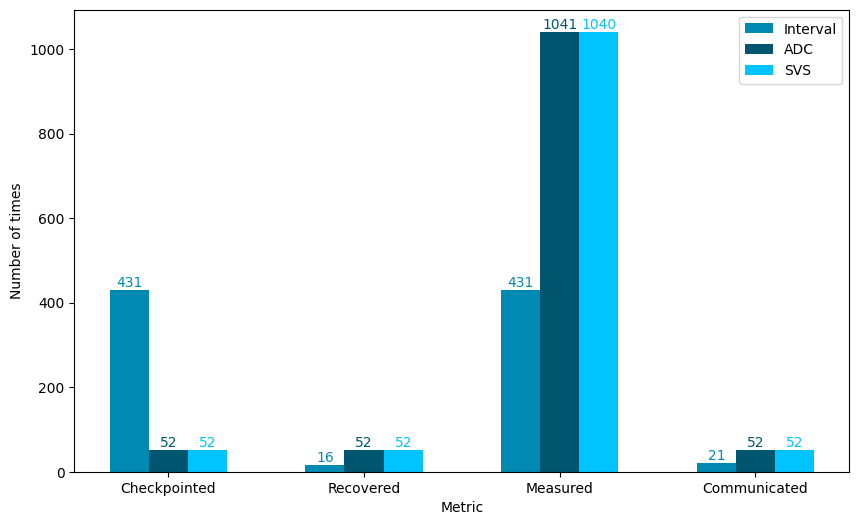 1041 1040
Interval
ADC
SVS
1000
800
Number of times
600
431 431
400
200
52 52 52 52 52 52
16 21
0
Checkpointed Recovered Measured Communicated
Metric